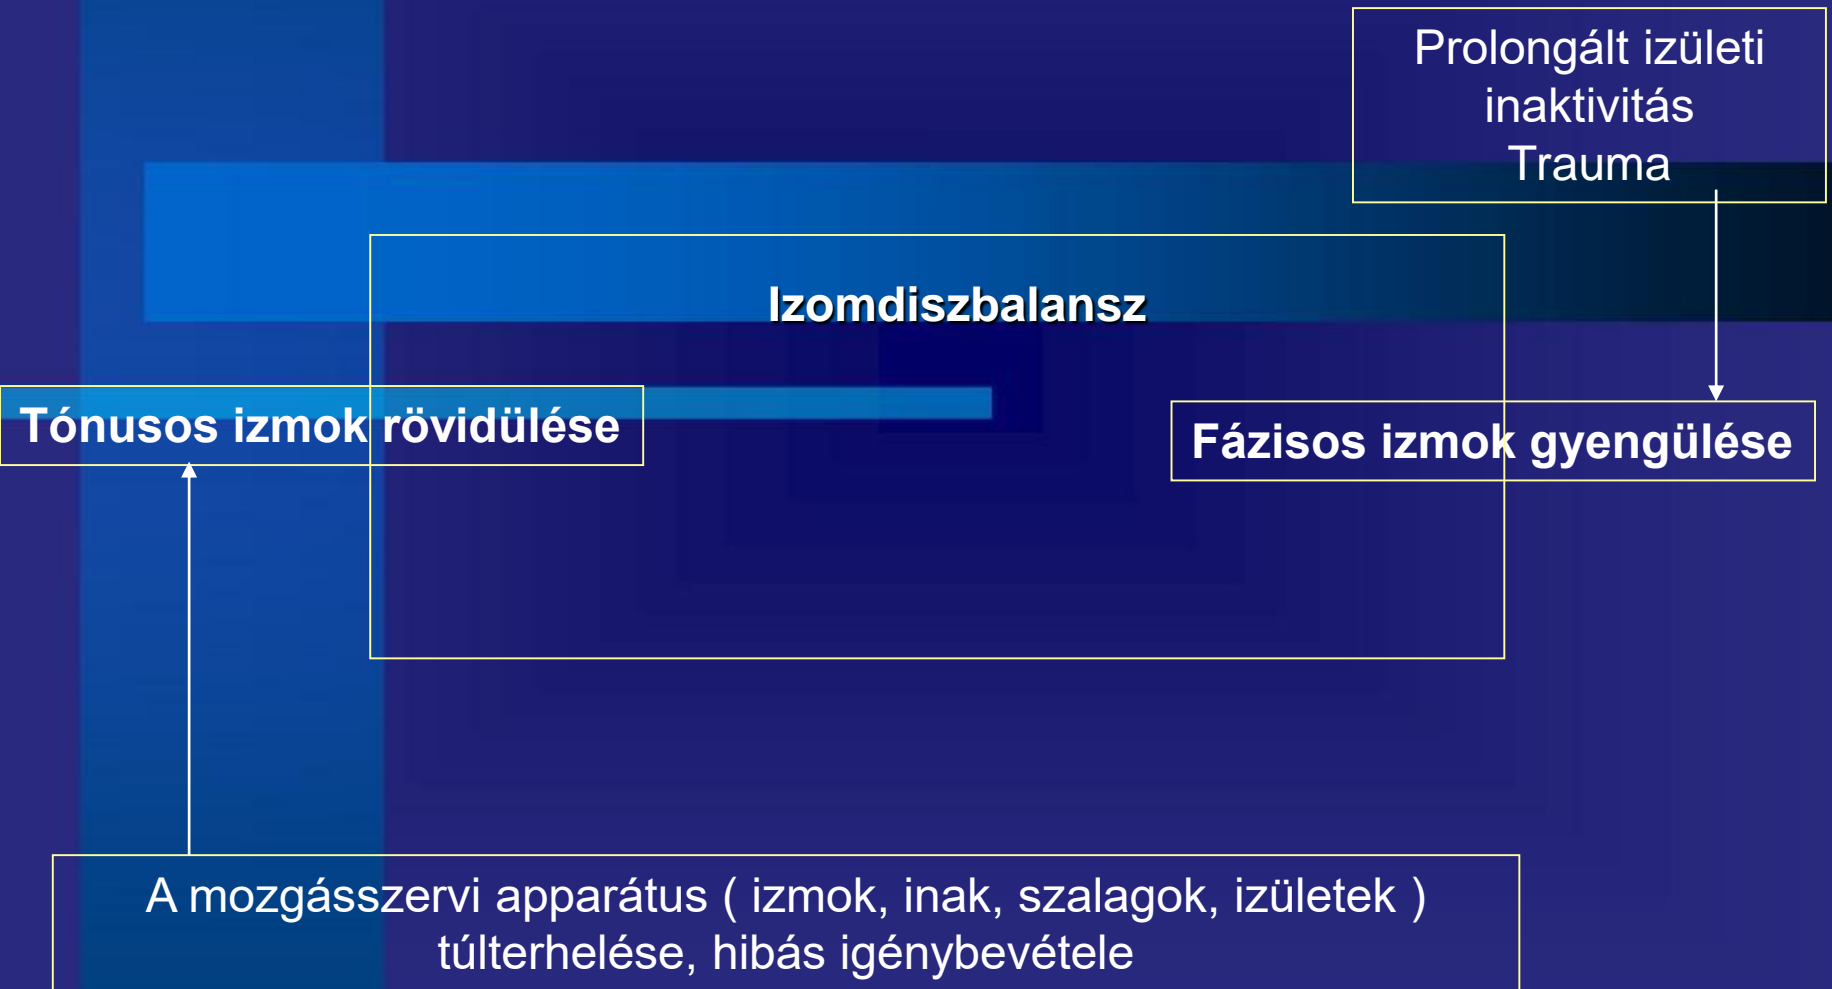 Prolongált izületi
inaktivitás
Trauma
Izomdiszbalansz
Tónusos izmok rövidülése
Fázisos izmok gyengülése
A mozgásszervi apparátus ( izmok, inak, szalagok, izületek )
túlterhelése, hibás igénybevétele